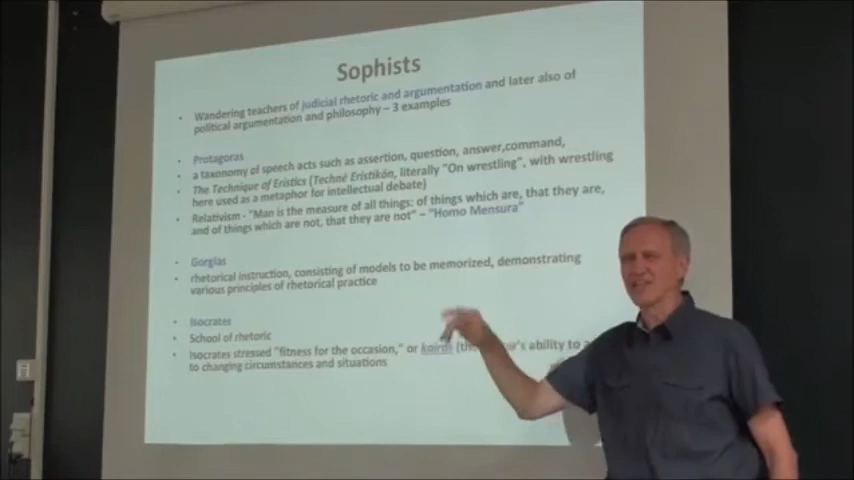 Sophists
• Wandering teachers of judicial rhetoric and argumentation and later also of
political argumentation and philosophy – 3 examples
• Protagoras
• a taxonomy of speech acts such as assertion, question, answer,command,
• The Technique of Eristics (Techné Eristikón, literally "On wrestling", with wrestling
here used as a metaphor for intellectual debate)
• Relativism - "Man is the measure of all things: of things which are, that they are,
and of things which are not, that they are not" – "Homo Mensura"
• Gorgias
• rhetorical instruction, consisting of models to be memorized, demonstrating
various principles of rhetorical practice
• Isocrates
• School of rhetoric
• Isocrates stressed "fitness for the occasion," or kairos ability to
to changing circumstances and situations